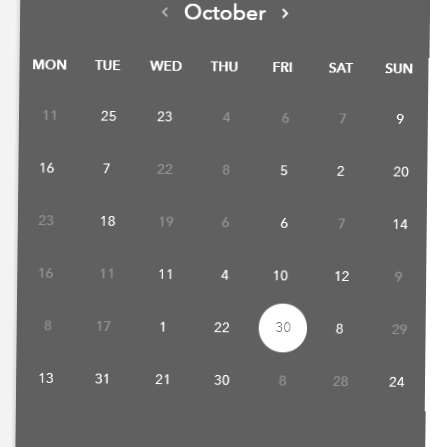 ‹ October ›
MON TUE WED THU FRI SAT SUN
11 25 23 4 6 7 9
16 7 22 8 5 2 20
23 18 19 6 6 7 14
16 11 11 4 10 12 9
8 17 1 22 30 8 29
13 31 21 30 8 28 24